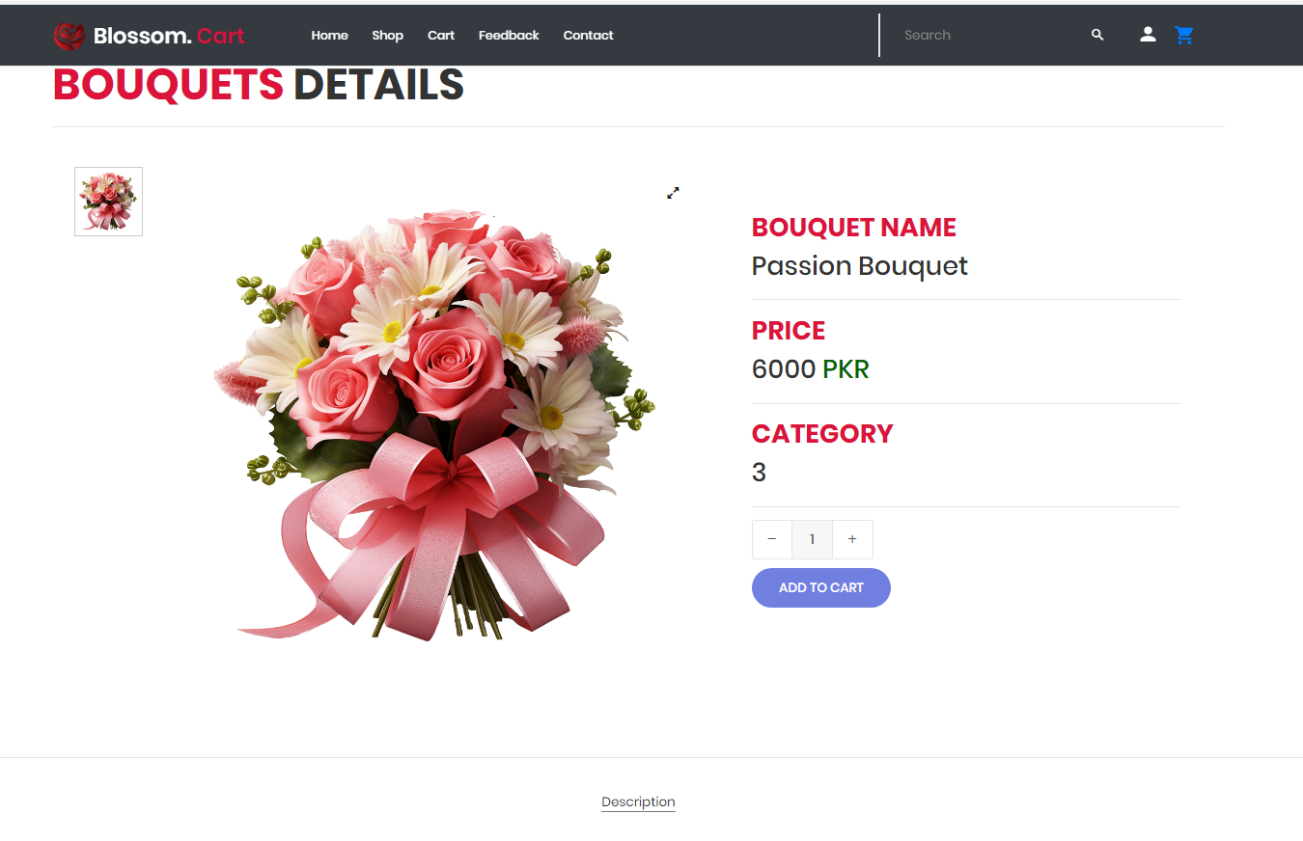 Blossom. Cart Home Shop Cart Feedback Contact Search
BOUQUETS DETAILS
BOUQUET NAME
Passion Bouquet
PRICE
6000 PKR
CATEGORY
3
− 1 +
ADD TO CART
Description